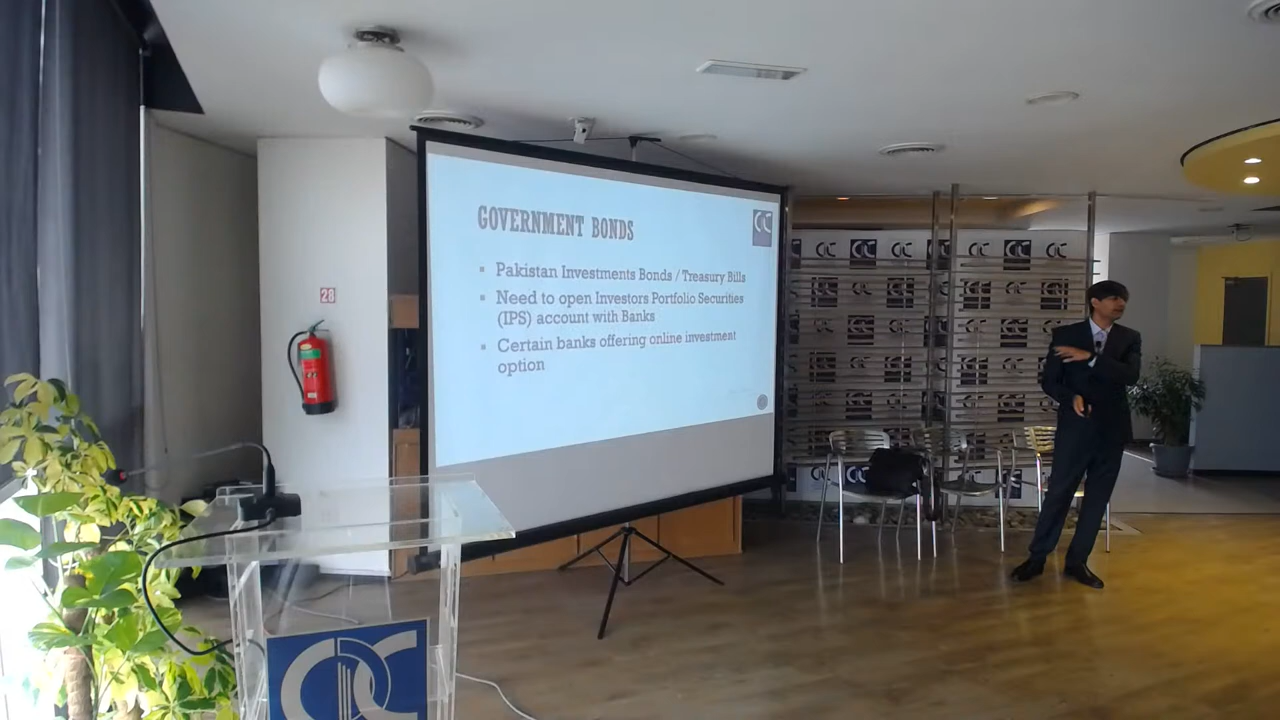 GOVERNMENT BONDS
Pakistan Investments Bonds / Treasury Bills
Need to open Investors Portfolio Securities
(IPS) account with Banks
Certain banks offering online investment
option
28
CDC